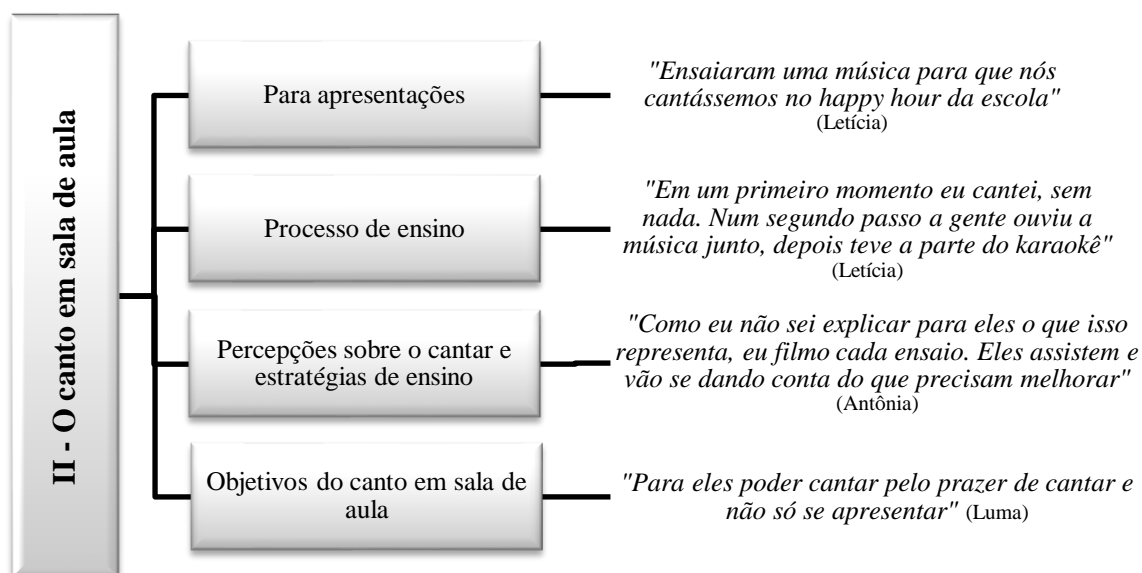 II - O canto em sala de aula
Para apresentações
"Ensaiaram uma música para que nós
cantássemos no happy hour da escola"
(Letícia)
Processo de ensino
"Em um primeiro momento eu cantei, sem
nada. Num segundo passo a gente ouviu a
música junto, depois teve a parte do karaokê"
(Letícia)
Percepções sobre o cantar e
estratégias de ensino
"Como eu não sei explicar para eles o que isso
representa, eu filmo cada ensaio. Eles assistem e
vão se dando conta do que precisam melhorar"
(Antônia)
Objetivos do canto em sala de
aula
"Para eles poder cantar pelo prazer de cantar e
não só se apresentar" (Luma)